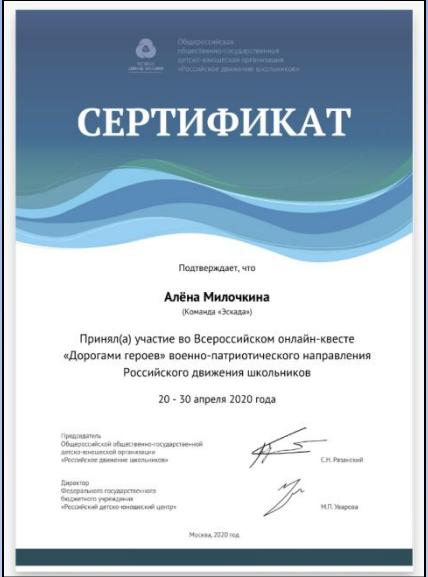 Общероссийская
общественно-государственная
детско-юношеская организация
«Российское движение школьников»
СЕРТИФИКАТ
Подтверждает, что
Алёна Милочкина
(Команда «Эскада»)
Принял(а) участие во Всероссийском онлайн-квесте
«Дорогами героев» военно-патриотического направления
Российского движения школьников
20 - 30 апреля 2020 года
Председатель
Общероссийской общественно-государственной
детско-юношеской организации
«Российское движение школьников»
С.Н. Рязанский
Директор
Федерального государственного
бюджетного учреждения
«Российский детско-юношеский центр»
М.П. Уварова
Москва, 2020 год